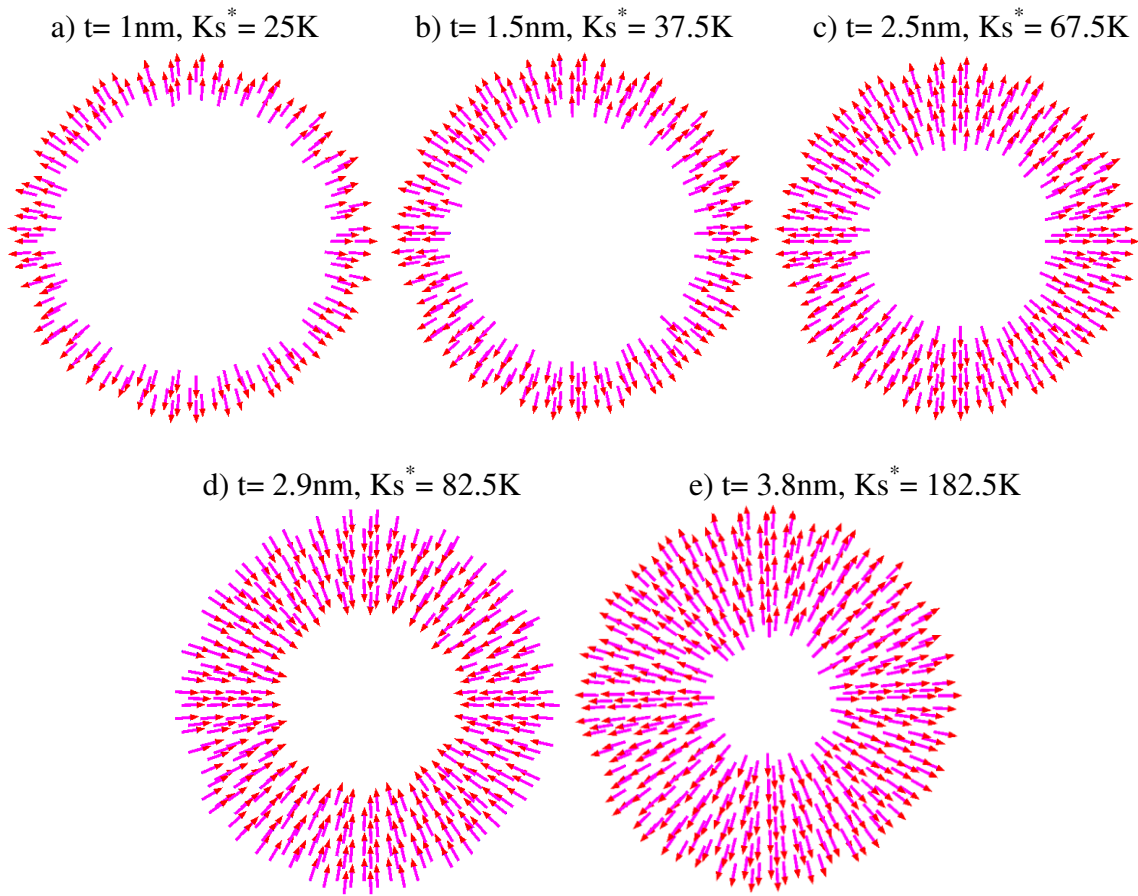 a) t= 1nm, Ks*= 25K
b) t= 1.5nm, Ks*= 37.5K
c) t= 2.5nm, Ks*= 67.5K
d) t= 2.9nm, Ks*= 82.5K
e) t= 3.8nm, Ks*= 182.5K